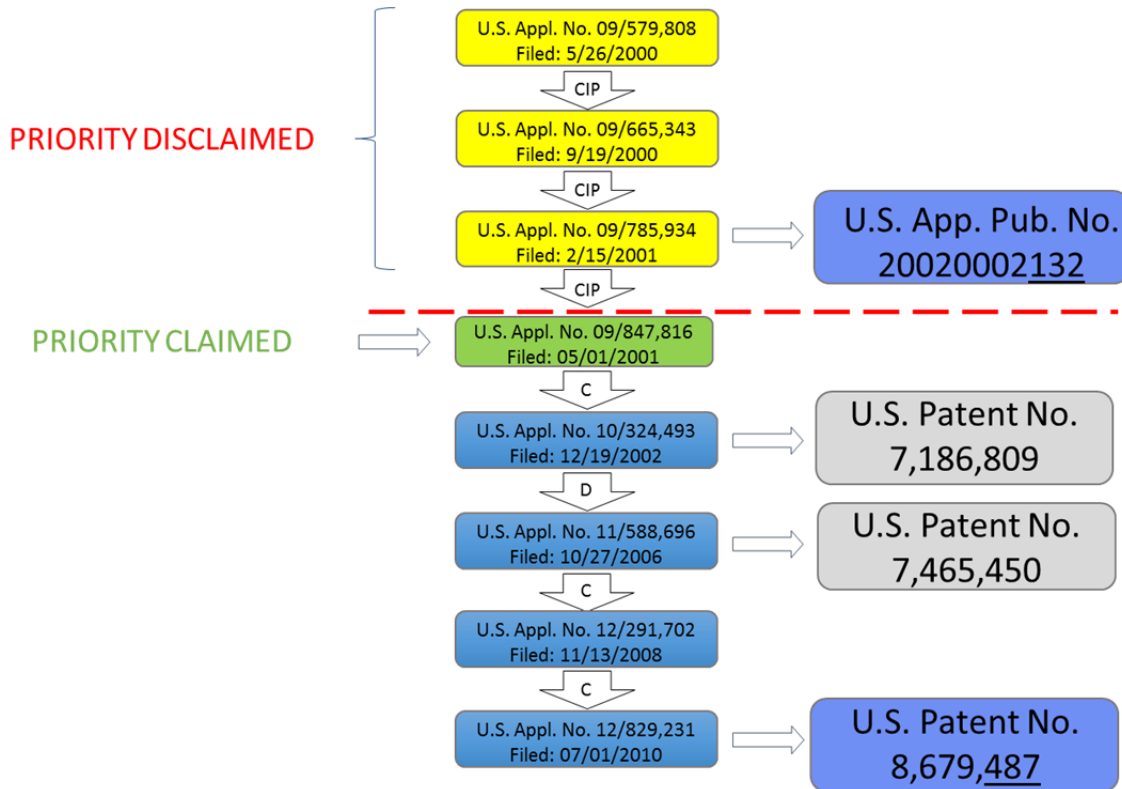 U.S. Appl. No. 09/579,808
Filed: 5/26/2000
CIP
PRIORITY DISCLAIMED
U.S. Appl. No. 09/665,343
Filed: 9/19/2000
CIP
U.S. Appl. No. 09/785,934
Filed: 2/15/2001
U.S. App. Pub. No.
20020002132
CIP
PRIORITY CLAIMED
U.S. Appl. No. 09/847,816
Filed: 05/01/2001
C
U.S. Appl. No. 10/324,493
Filed: 12/19/2002
U.S. Patent No.
7,186,809
D
U.S. Appl. No. 11/588,696
Filed: 10/27/2006
U.S. Patent No.
7,465,450
C
U.S. Appl. No. 12/291,702
Filed: 11/13/2008
C
U.S. Appl. No. 12/829,231
Filed: 07/01/2010
U.S. Patent No.
8,679,487